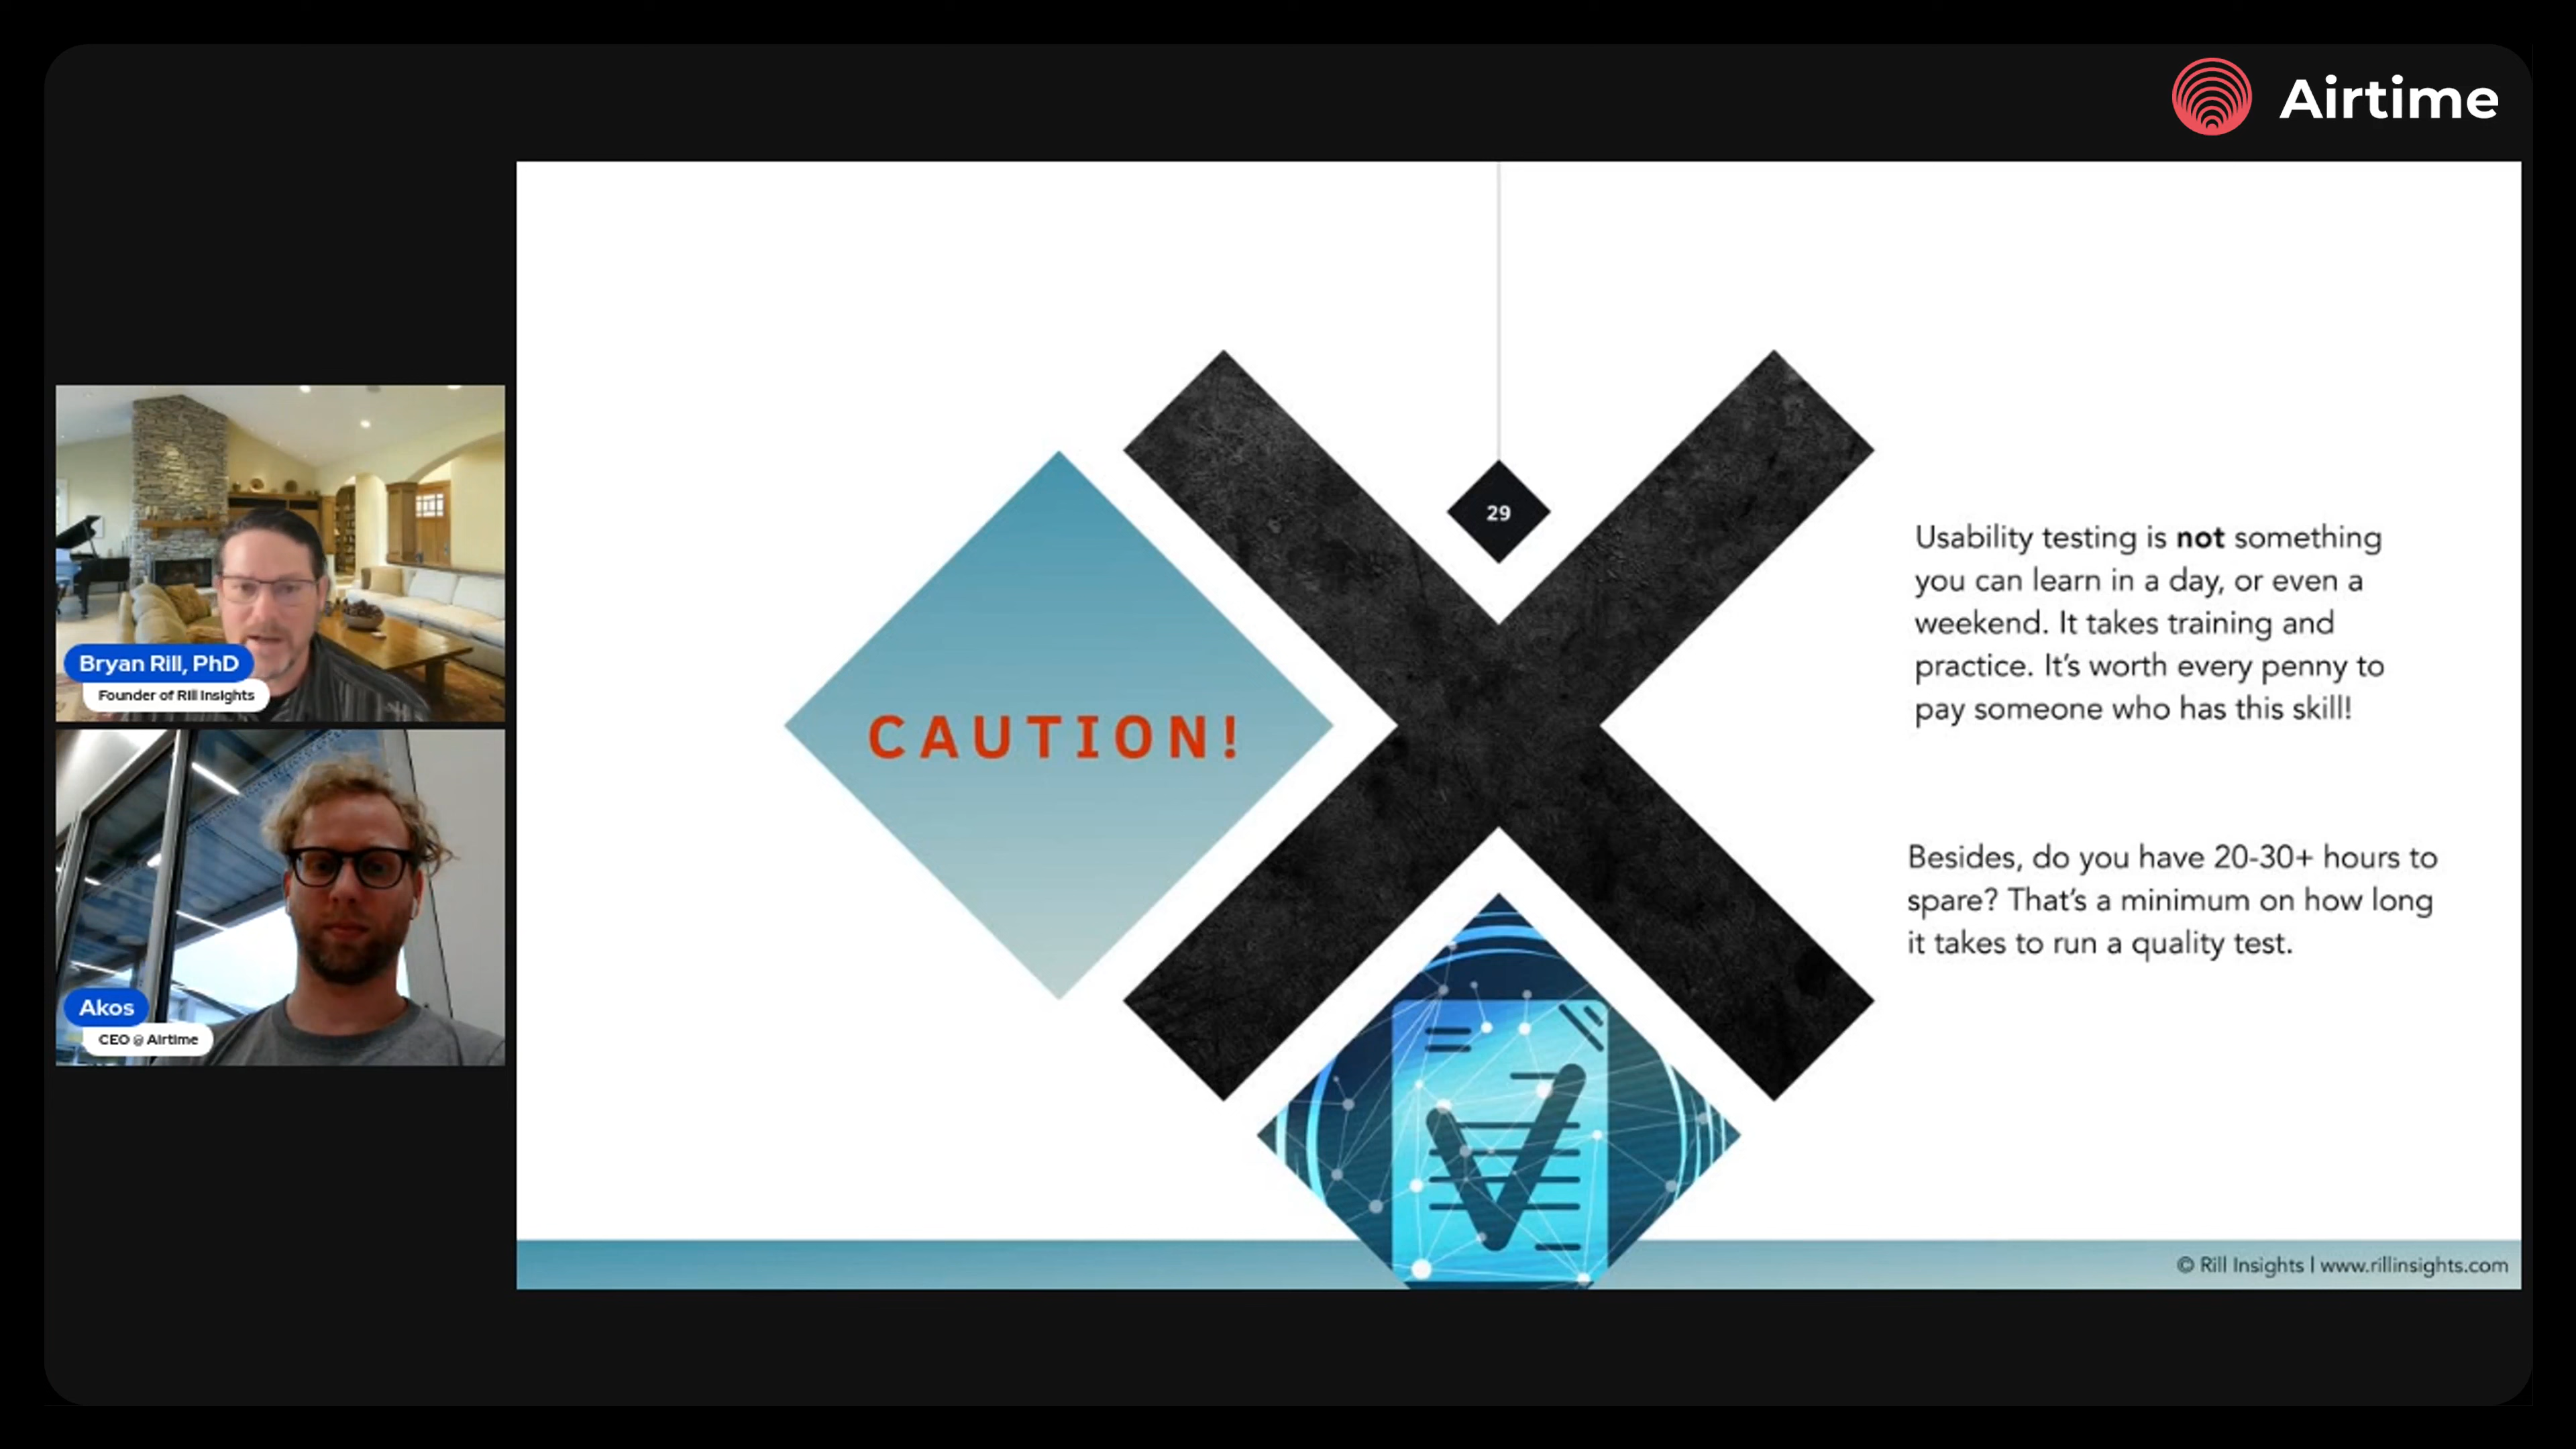 Airtime
Bryan Rill, PhD
Founder of Rill Insights
Akos
CEO @ Airtime
29
CAUTION!
Usability testing is not something
you can learn in a day, or even a
weekend. It takes training and
practice. It's worth every penny to
pay someone who has this skill!
Besides, do you have 20-30+ hours to
spare? That's a minimum on how long
it takes to run a quality test.
© Rill Insights | www.rillinsights.com